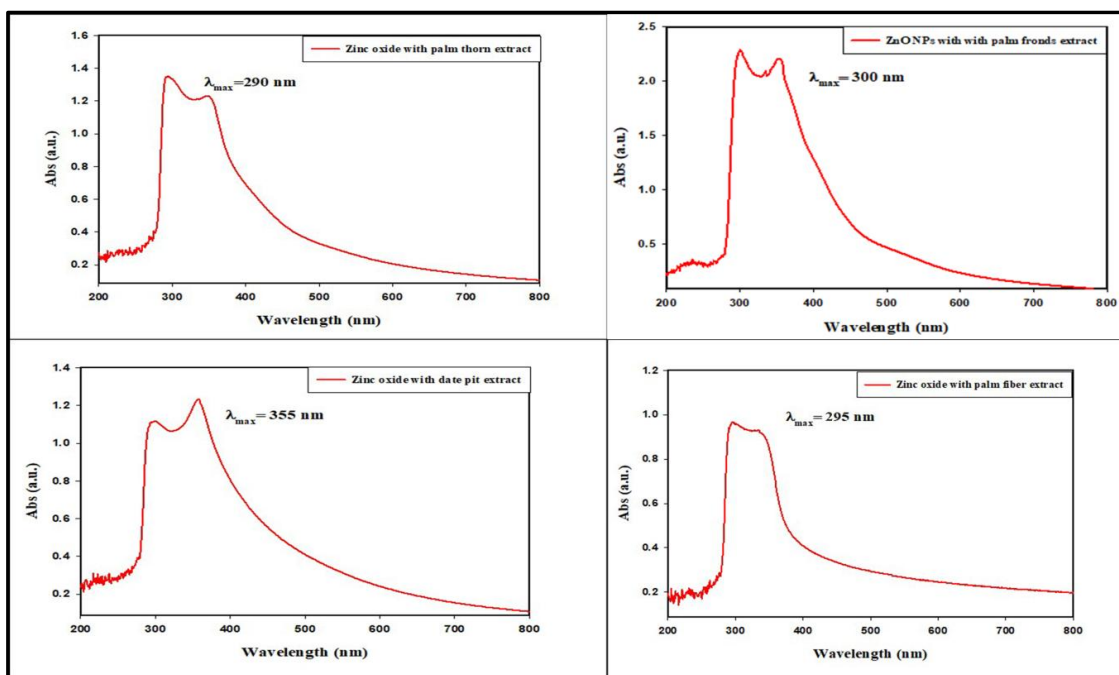 Zinc oxide with palm thorn extract
λmax=290 nm
Abs (a.u.)
1.6
1.4
1.2
1.0
0.8
0.6
0.4
0.2
200 300 400 500 600 700 800
Wavelength (nm)
ZnONPs with with palm fronds extract
λmax= 300 nm
Abs (a.u.)
2.5
2.0
1.5
1.0
0.5
200 300 400 500 600 700 800
Wavelength (nm)
Zinc oxide with date pit extract
λmax= 355 nm
Abs (a.u.)
1.4
1.2
1.0
0.8
0.6
0.4
0.2
200 300 400 500 600 700 800
Wavelength (nm)
Zinc oxide with palm fiber extract
λmax= 295 nm
Abs (a.u.)
1.2
1.0
0.8
0.6
0.4
0.2
200 300 400 500 600 700 800
Wavelength (nm)